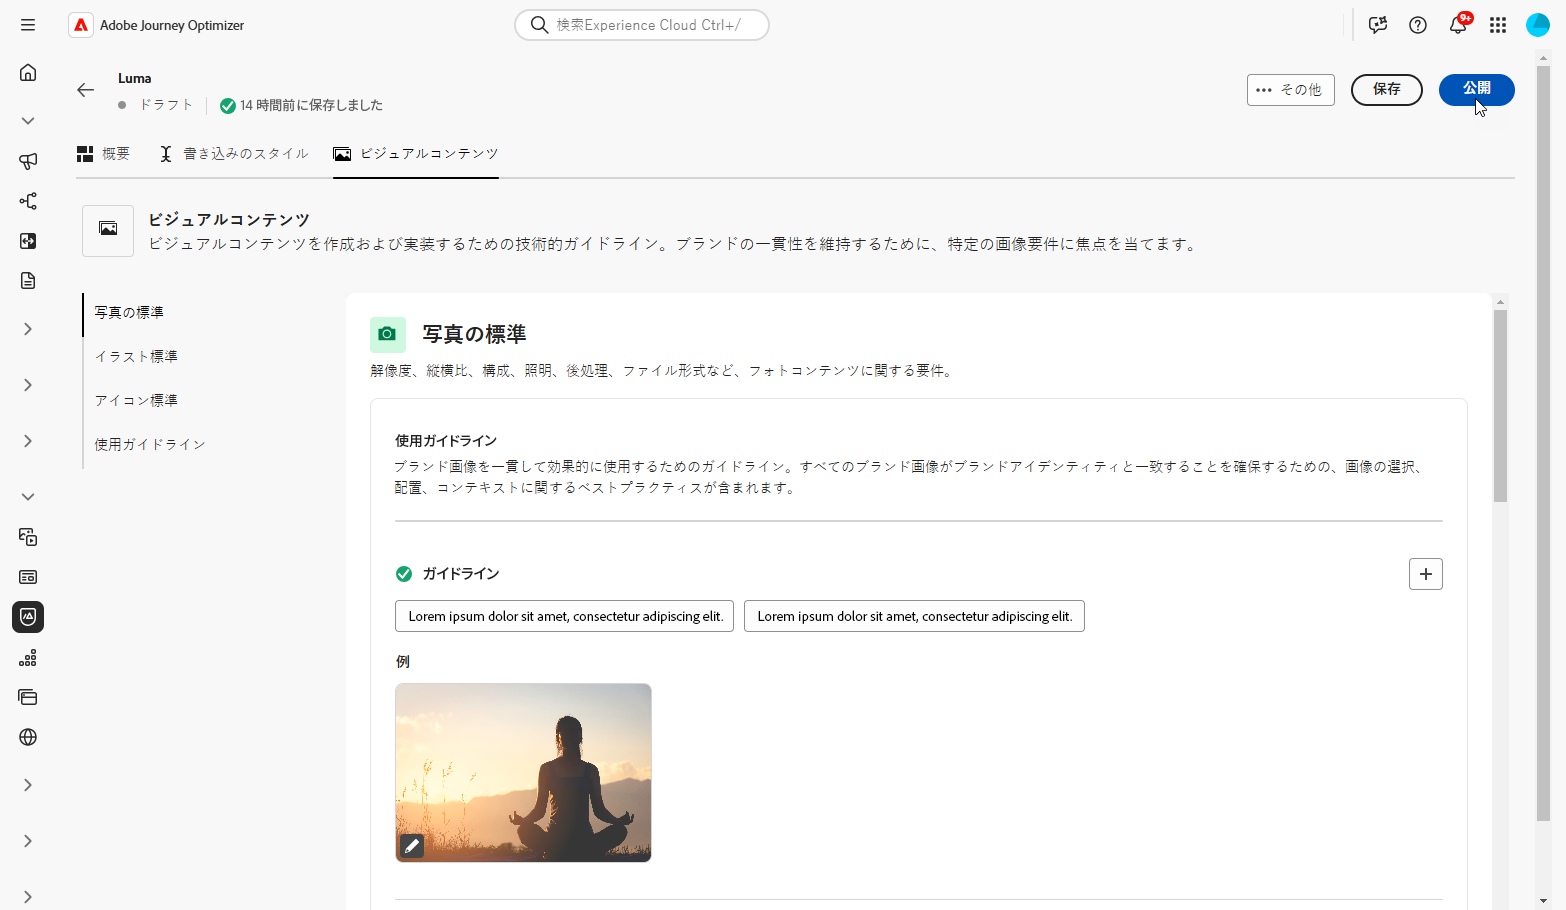 Adobe Journey Optimizer
検索Experience Cloud Ctrl+/
9+
Luma
ドラフト
14 時間前に保存しました
その他
保存
公開
概要
書き込みのスタイル
ビジュアルコンテンツ
ビジュアルコンテンツ
ビジュアルコンテンツを作成および実装するための技術的ガイドライン。ブランドの一貫性を維持するために、特定の画像要件に焦点を当てます。
写真の標準
イラスト標準
アイコン標準
使用ガイドライン
写真の標準
解像度、縦横比、構成、照明、後処理、ファイル形式など、フォトコンテンツに関する要件。
使用ガイドライン
ブランド画像を一貫して効果的に使用するためのガイドライン。すべてのブランド画像がブランドアイデンティティと一致することを確保するための、画像の選択、
配置、コンテキストに関するベストプラクティスが含まれます。
ガイドライン
Lorem ipsum dolor sit amet, consectetur adipiscing elit.
Lorem ipsum dolor sit amet, consectetur adipiscing elit.
例